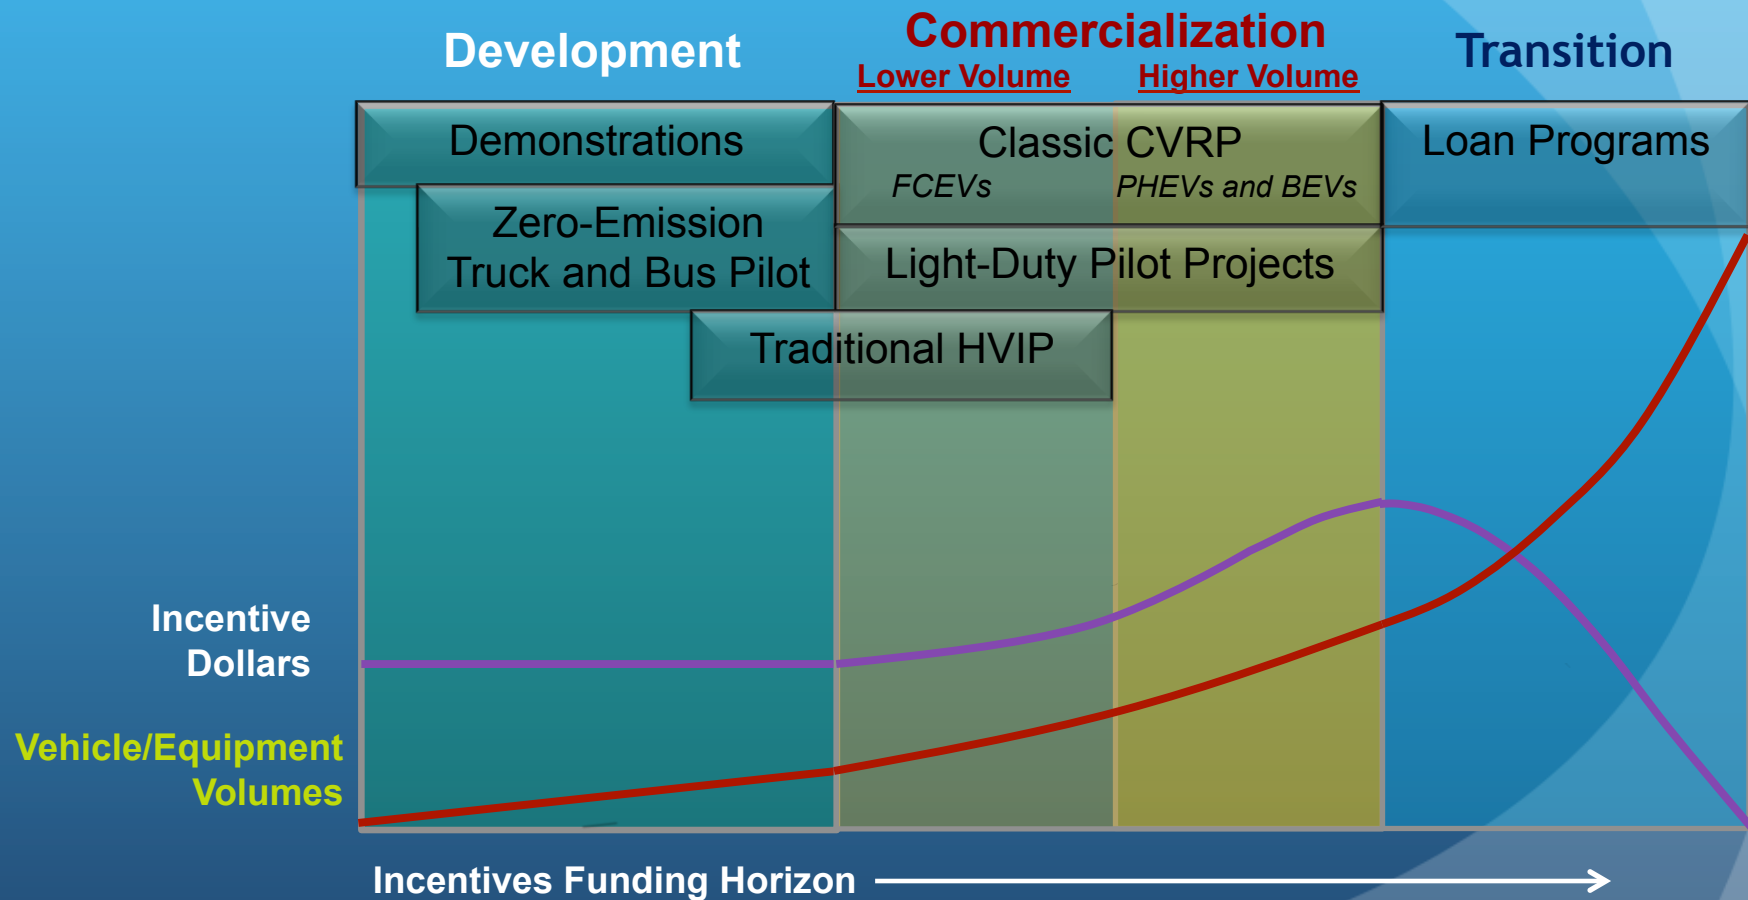 Development
Commercialization
Lower Volume
Higher Volume
Transition
Demonstrations
Classic CVRP
FCEVs
PHEVs and BEVs
Loan Programs
Zero-Emission
Truck and Bus Pilot
Light-Duty Pilot Projects
Traditional HVIP
Incentive
Dollars
Vehicle/Equipment
Volumes
Incentives Funding Horizon